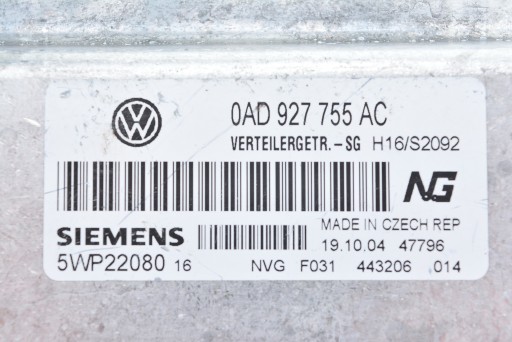 0AD 927 755 AC
VERTEILERGETR.-SG H16/S2092
NG
MADE IN CZECH REP
SIEMENS 19.10.04 47796
5WP22080 16 NVG F031 443206 014